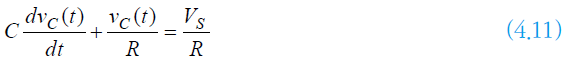 C dv_C(t)/dt + v_C(t)/R = V_S/R (4.11)